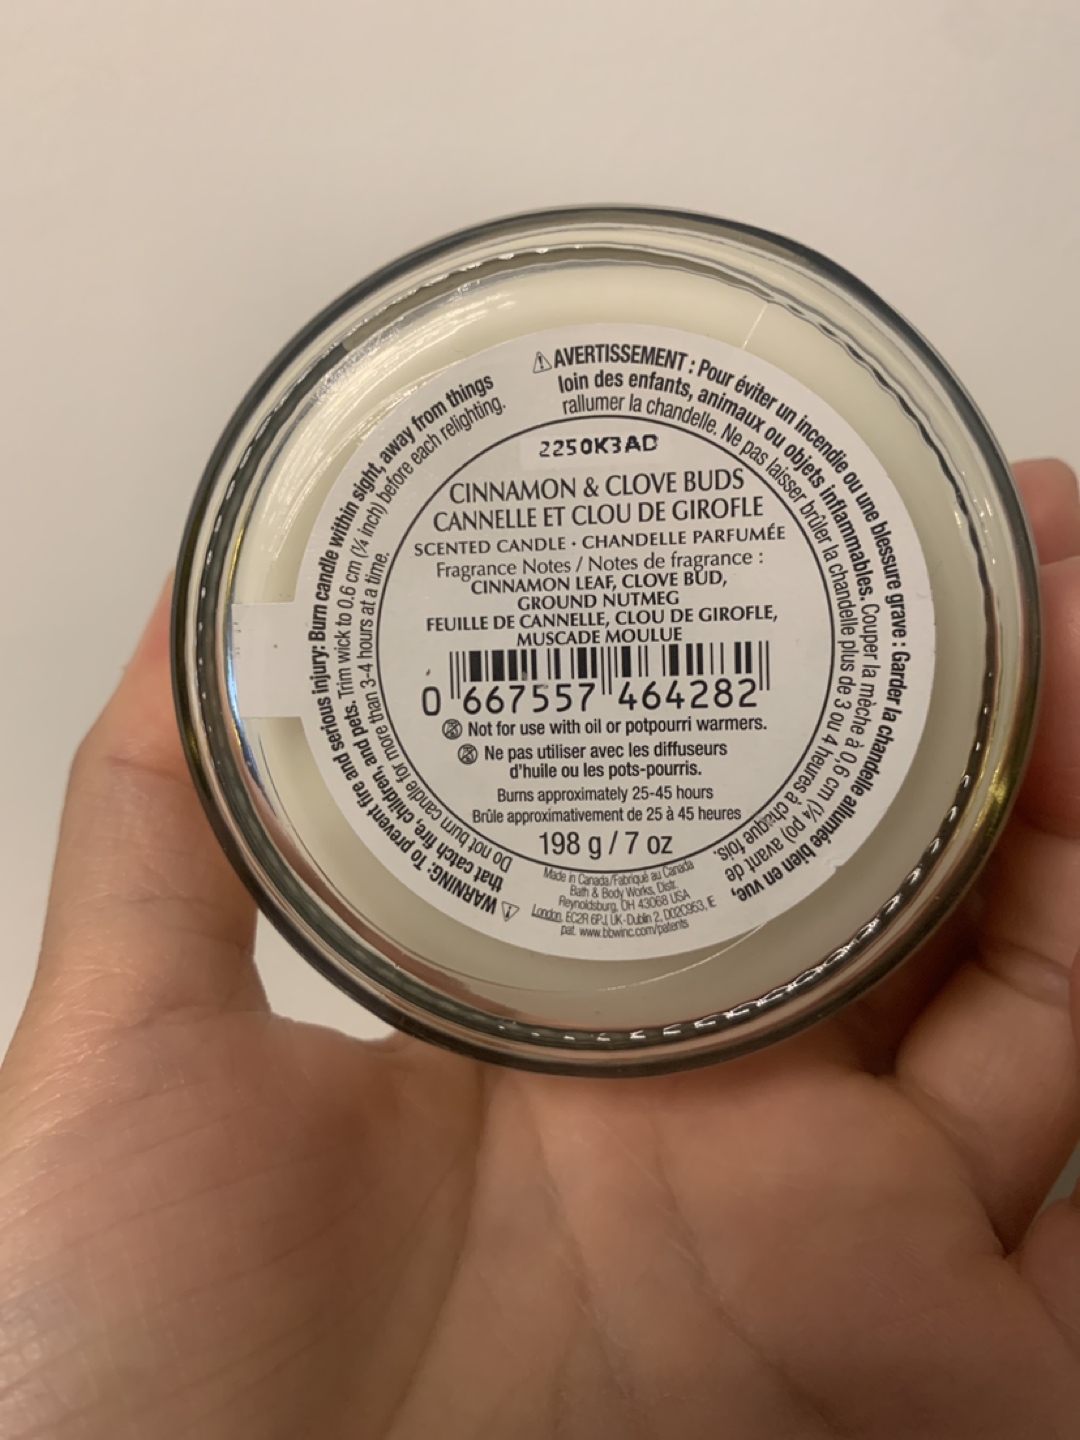 ⚠ WARNING: To prevent fire and serious injury: Burn candle within sight, away from things
that catch fire, children, and pets. Trim wick to 0.6 cm (¼ inch) before each relighting.
Do not burn candle for more than 3-4 hours at a time.
⚠ AVERTISSEMENT : Pour éviter un incendie ou une blessure grave : Garder la chandelle allumée bien en vue,
loin des enfants, animaux ou objets inflammables. Couper la mèche à 0,6 cm (¼ po) avant de
rallumer la chandelle. Ne pas laisser brûler la chandelle plus de 3 ou 4 heures à chaque fois.
2250K3AD
CINNAMON & CLOVE BUDS
CANNELLE ET CLOU DE GIROFLE
SCENTED CANDLE • CHANDELLE PARFUMÉE
Fragrance Notes / Notes de fragrance :
CINNAMON LEAF, CLOVE BUD,
GROUND NUTMEG
FEUILLE DE CANNELLE, CLOU DE GIROFLE,
MUSCADE MOULUE
0 667557 464282
Not for use with oil or potpourri warmers.
Ne pas utiliser avec les diffuseurs
d'huile ou les pots-pourris.
Burns approximately 25-45 hours
Brûle approximativement de 25 à 45 heures
198 g / 7 oz
Made in Canada/Fabriqué au Canada
Bath & Body Works, Distr.
Reynoldsburg, OH 43068 USA
London, EC2R 6PJ, UK - Dublin 2, D02C953, IE
pat. www.bbwinc.com/patents